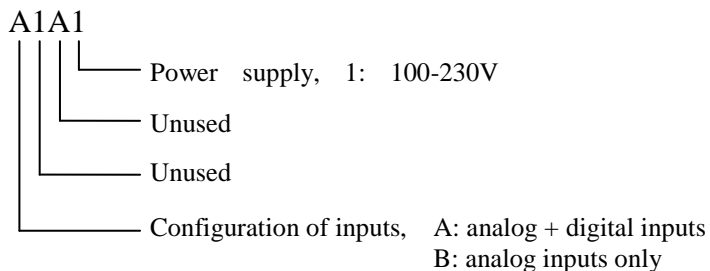 A1A1
Power supply, 1: 100-230V
Unused
Unused
Configuration of inputs, A: analog + digital inputs
B: analog inputs only